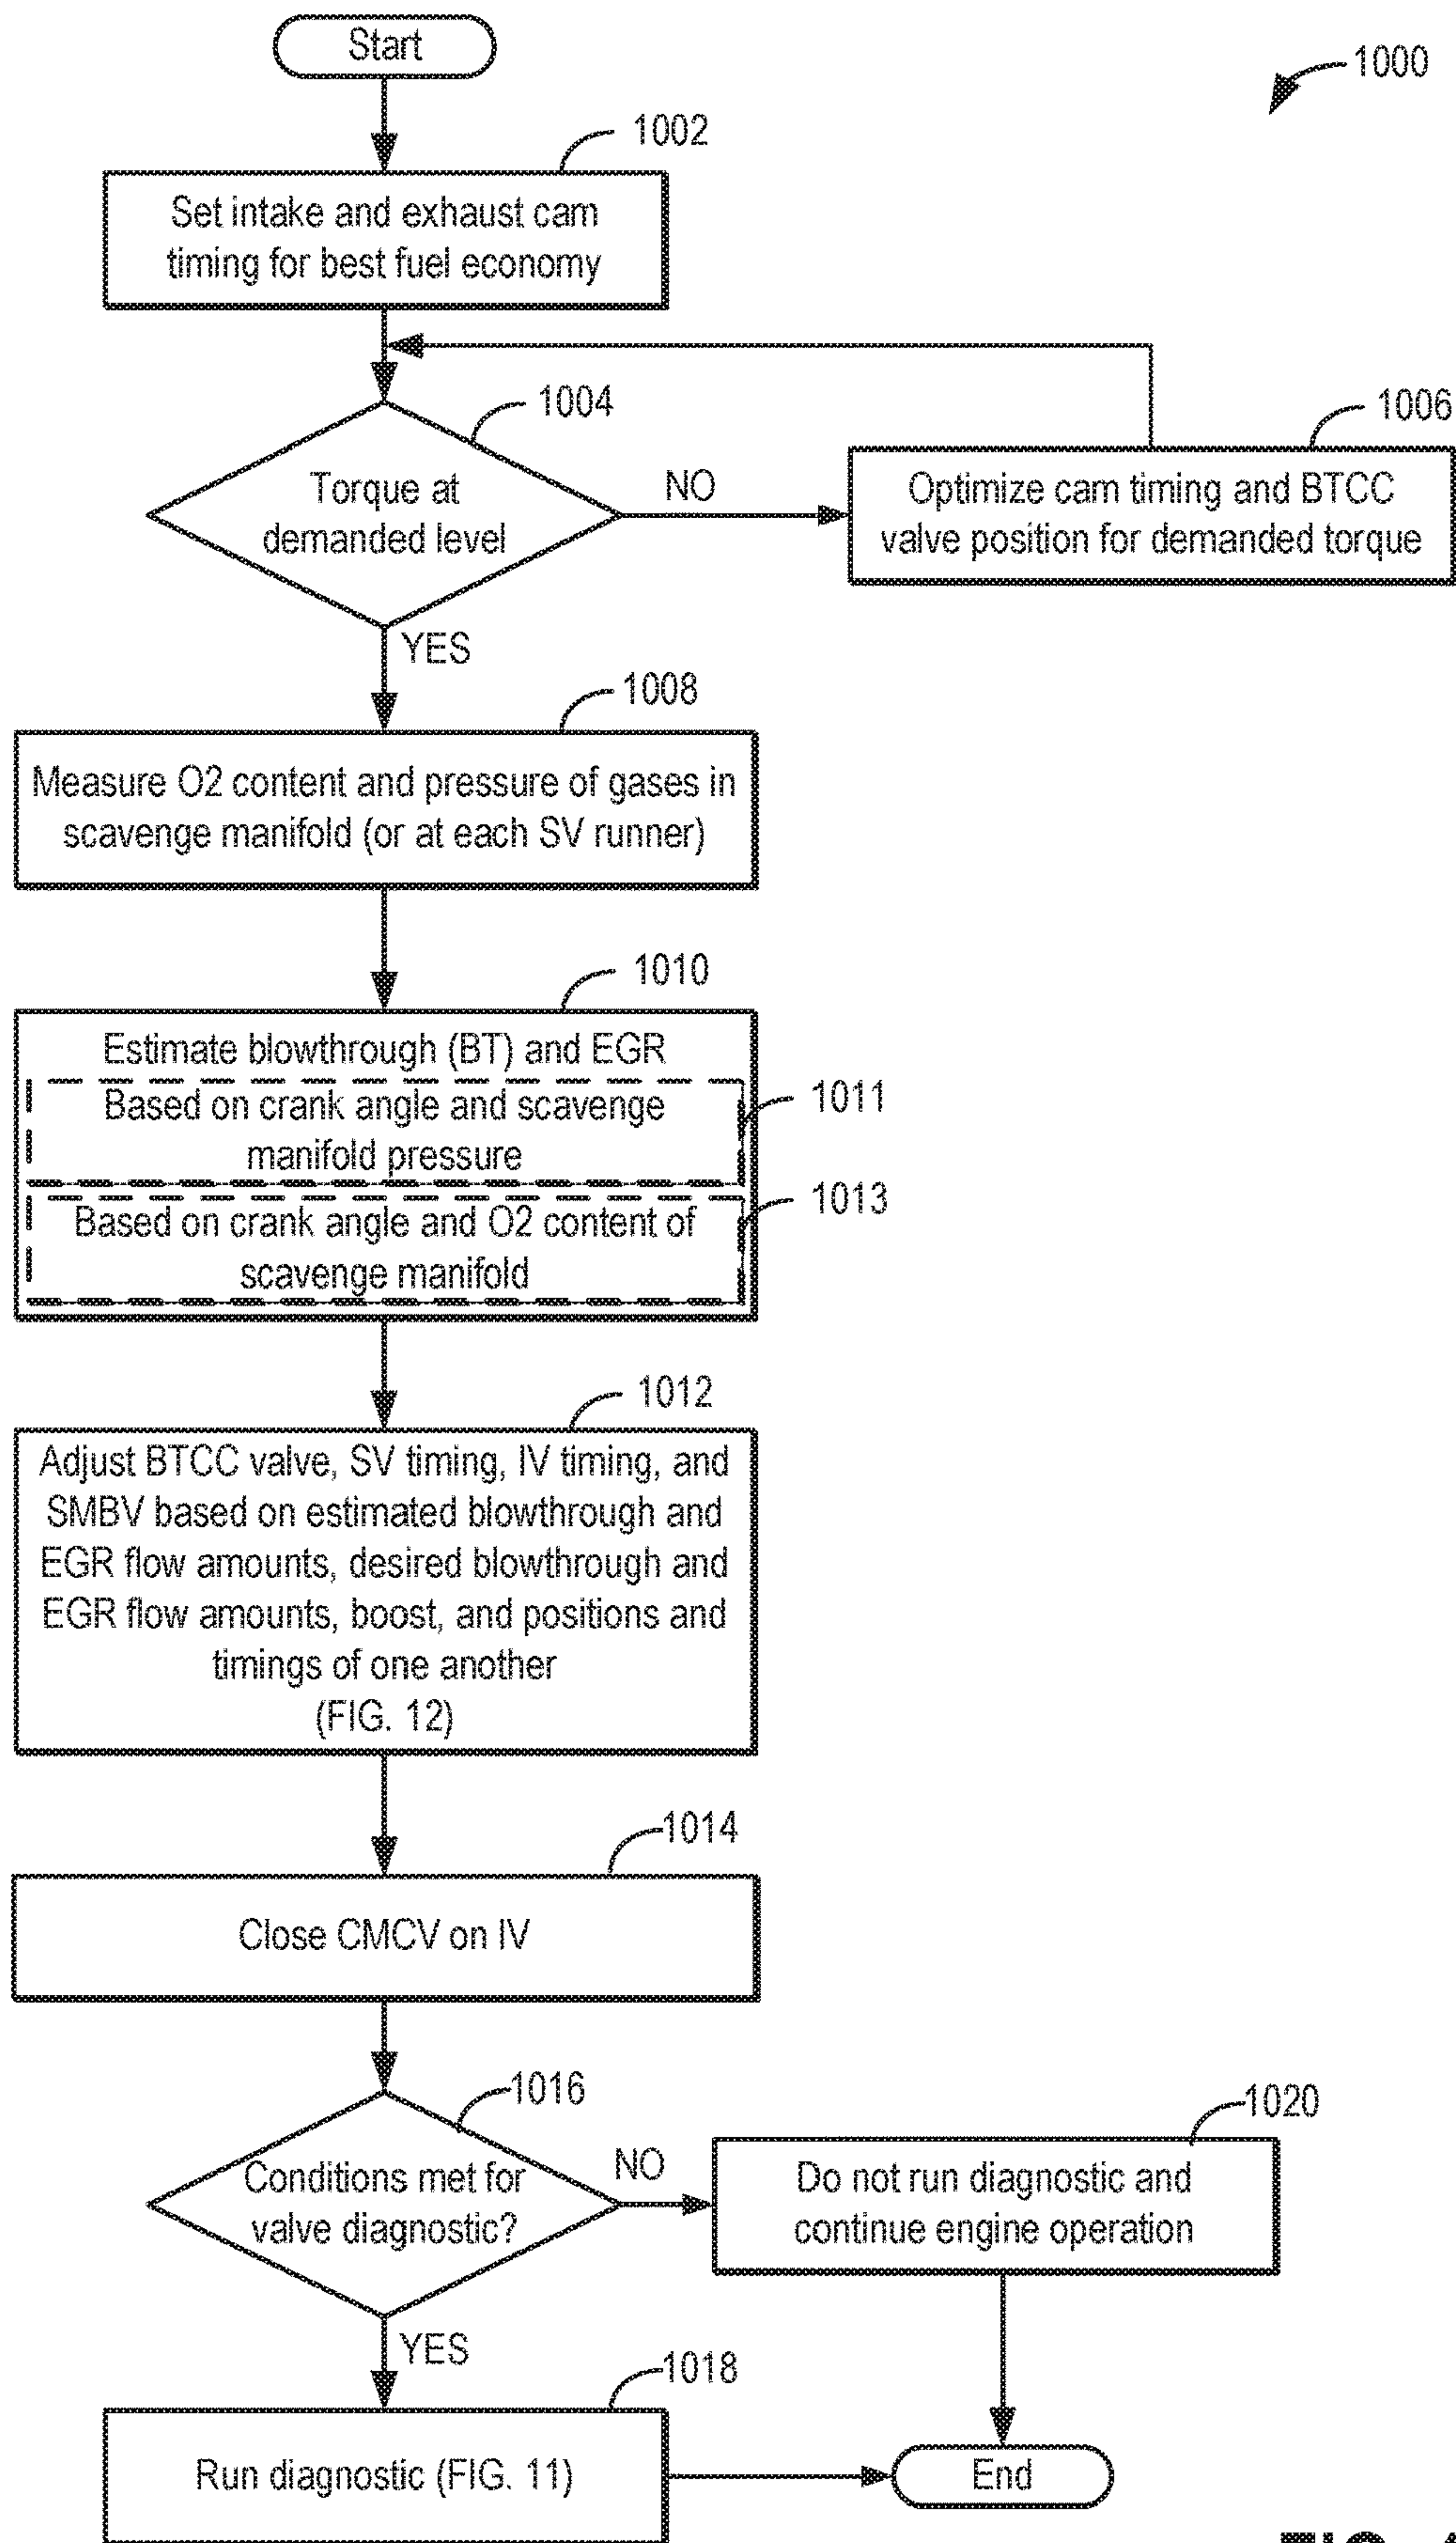 Start
1000
1002
Set intake and exhaust cam
timing for best fuel economy
1004
Torque at
demanded level
NO
1006
Optimize cam timing and BTCC
valve position for demanded torque
YES
1008
Measure O2 content and pressure of gases in
scavenge manifold (or at each SV runner)
1010
Estimate blowthrough (BT) and EGR
Based on crank angle and scavenge
manifold pressure
1011
Based on crank angle and O2 content of
scavenge manifold
1013
1012
Adjust BTCC valve, SV timing, IV timing, and
SMBV based on estimated blowthrough and
EGR flow amounts, desired blowthrough and
EGR flow amounts, boost, and positions and
timings of one another
(FIG. 12)
1014
Close CMCV on IV
1016
Conditions met for
valve diagnostic?
NO
1020
Do not run diagnostic and
continue engine operation
YES
1018
Run diagnostic (FIG. 11)
End